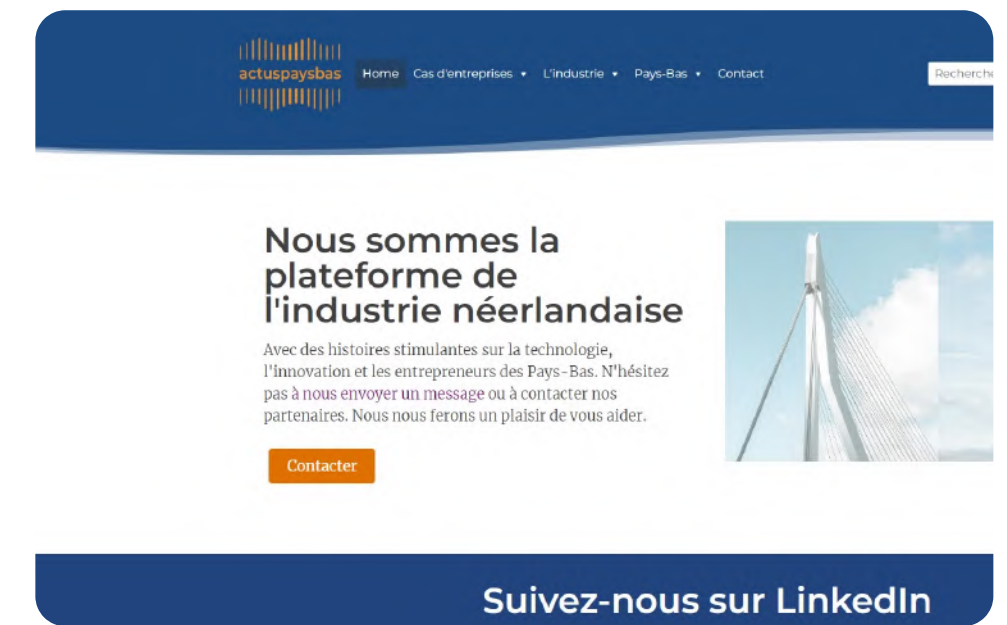 actuspaysbas
Home Cas d'entreprises L'industrie Pays-Bas Contact
Recherche
Nous sommes la
plateforme de
l'industrie néerlandaise
Avec des histoires stimulantes sur la technologie,
l'innovation et les entrepreneurs des Pays-Bas. N'hésitez
pas à nous envoyer un message ou à contacter nos
partenaires. Nous nous ferons un plaisir de vous aider.
Contacter
Suivez-nous sur LinkedIn